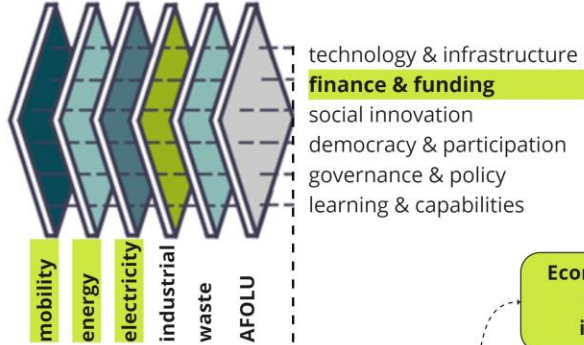 technology & infrastructure
finance & funding
social innovation
democracy & participation
governance & policy
learning & capabilities
mobility
energy
electricity
industrial
waste
AFOLU